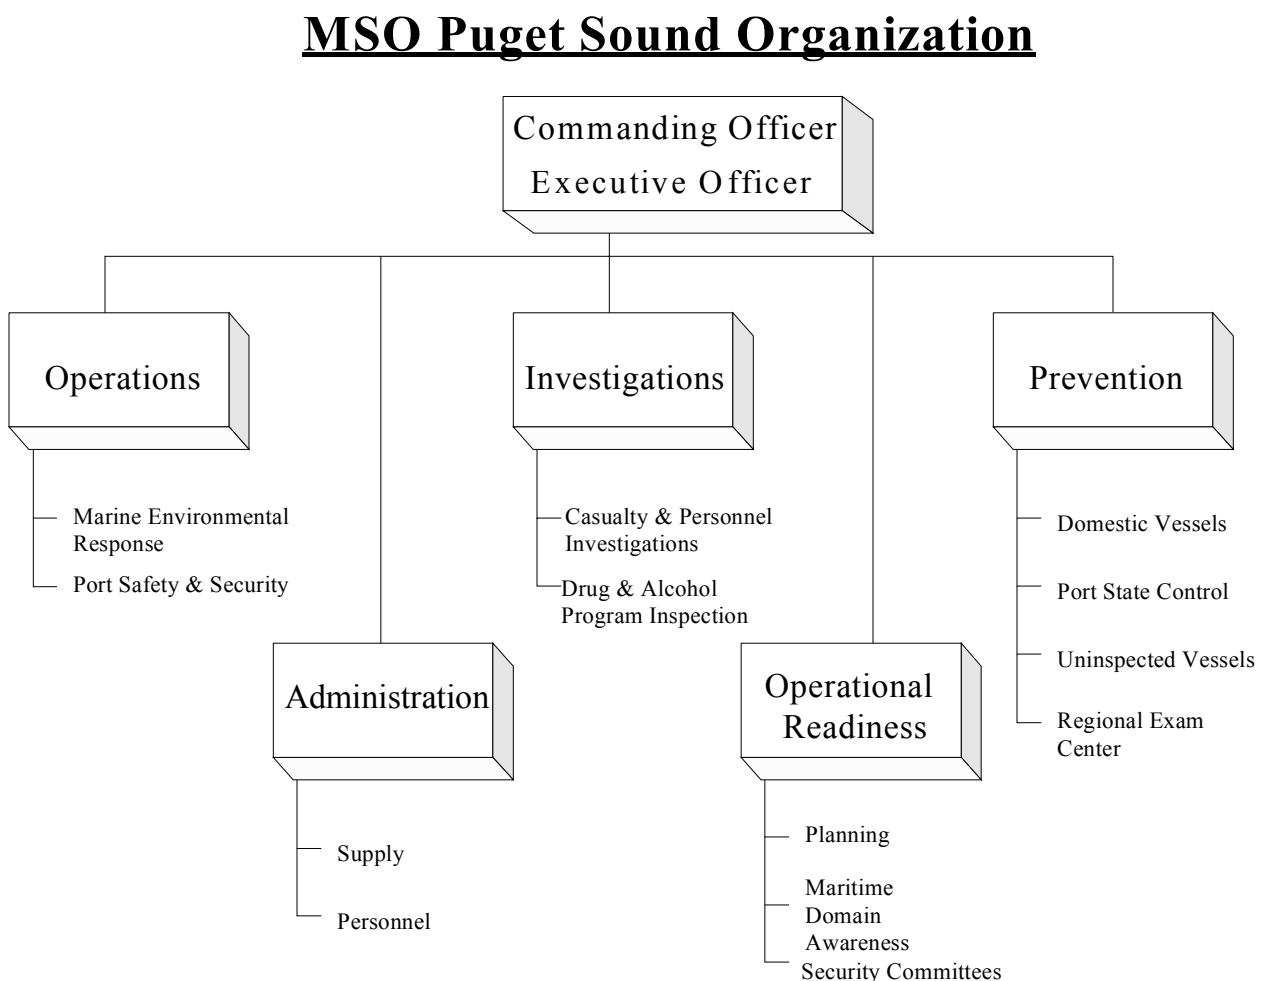 MSO Puget Sound Organization
Commanding Officer
Executive Officer
Operations
Marine Environmental
Response
Port Safety & Security
Investigations
Casualty & Personnel
Investigations
Drug & Alcohol
Program Inspection
Prevention
Domestic Vessels
Port State Control
Uninspected Vessels
Regional Exam
Center
Administration
Supply
Personnel
Operational
Readiness
Planning
Maritime
Domain
Awareness
Security Committees